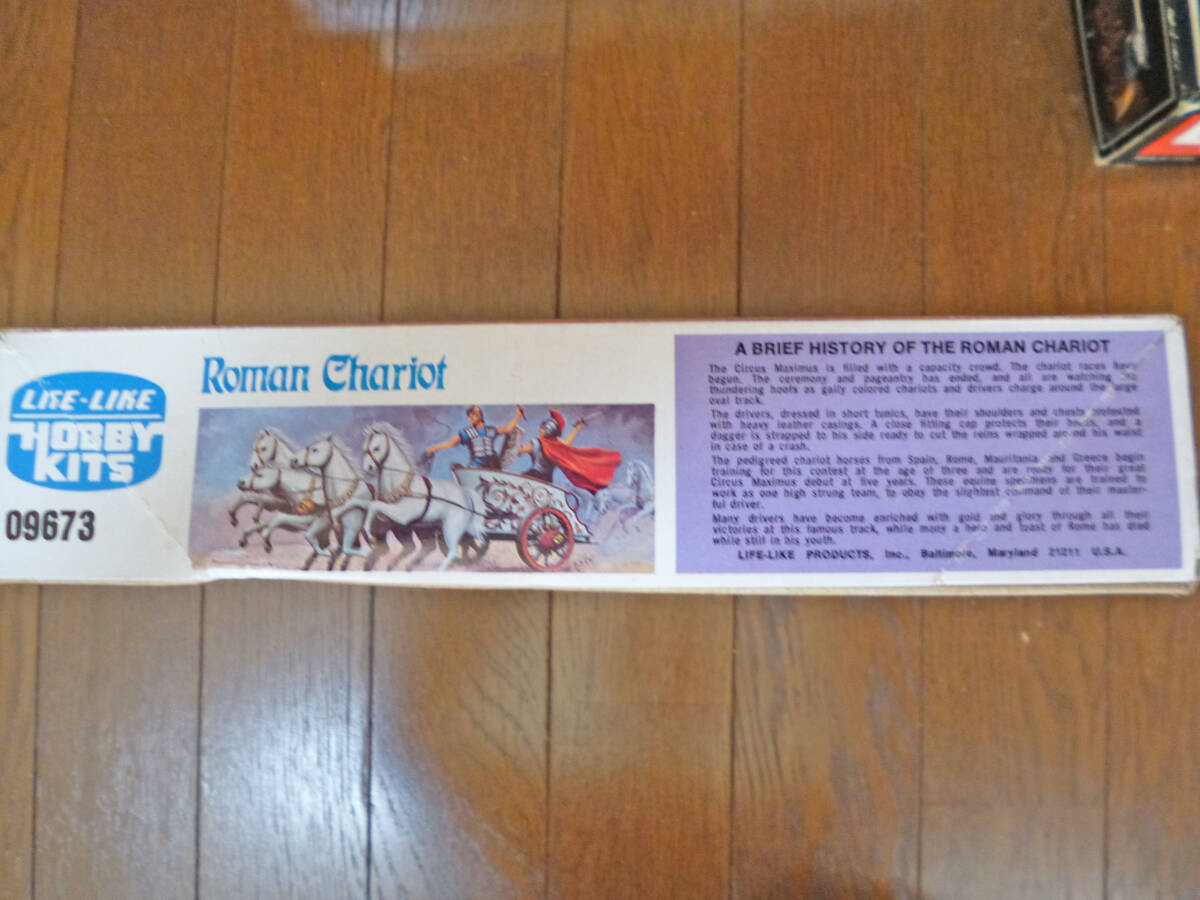 LIFE-LIKE
HOBBY
KITS
09673
Roman Chariot
A BRIEF HISTORY OF THE ROMAN CHARIOT
The Circus Maximus is filled with a capacity crowd. The chariot races have
begun. The ceremony and pageantry has ended, and all are watching the
thundering hoofs as gaily colored chariots and drivers charge around the large
oval track.
The drivers, dressed in short tunics, have their shoulders and chests protected
with heavy leather casings. A close fitting cap protects their heads, and a
dagger is strapped to his side ready to cut the reins wrapped around his waist
in case of a crash.
The pedigreed chariot horses from Spain, Rome, Mauritania and Greece begin
training for this contest at the age of three and are ready for their great
Circus Maximus debut at five years. These equine specimens are trained to
work as one high strung team, to obey the slightest command of their master-
ful driver.
Many drivers have become enriched with gold and glory through all their
victories at this famous track, while many a hero and toast of Rome has died
while still in his youth.
LIFE-LIKE PRODUCTS, Inc., Baltimore, Maryland 21211 U.S.A.